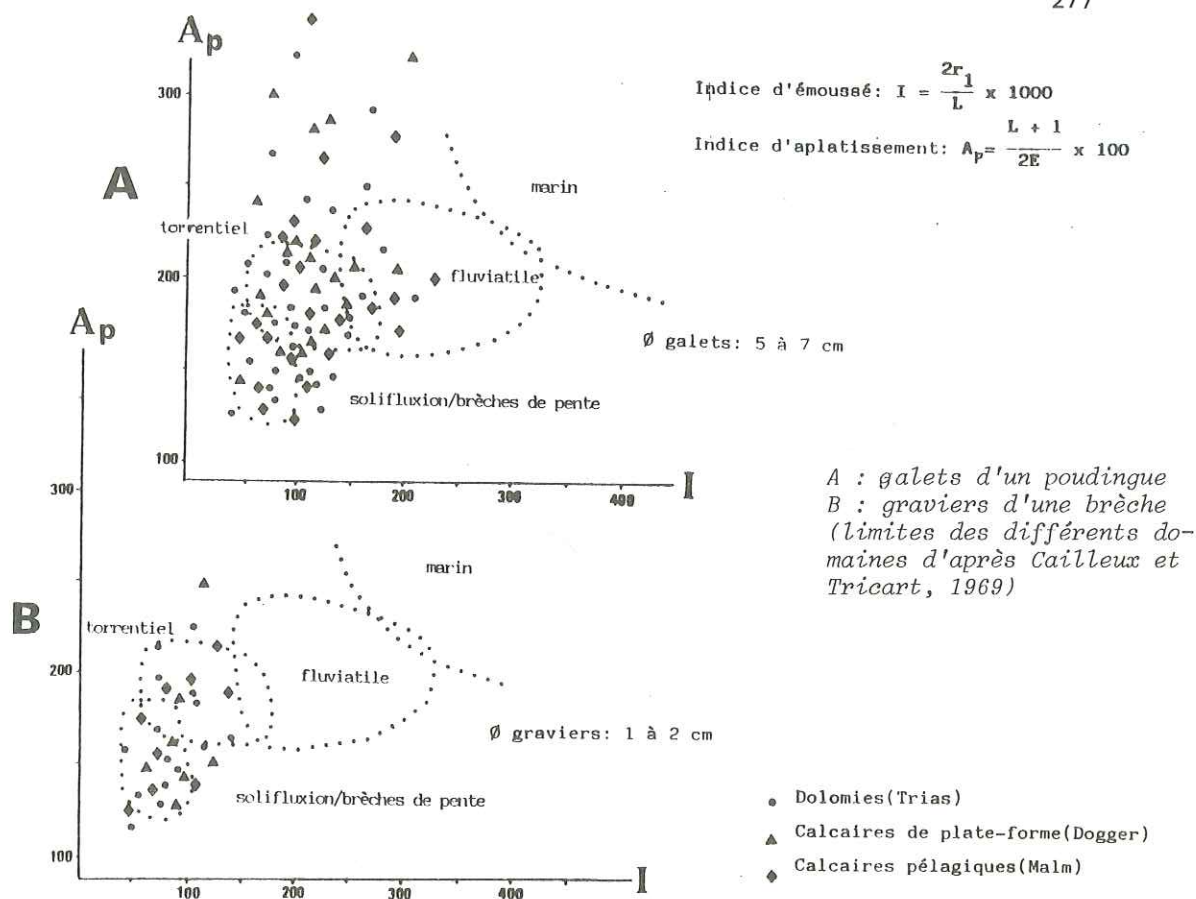 277
Ap
Indice d'émoussé: I = 2r1 / L x 1000
Indice d'aplatissement: Ap = L + l / 2E x 100
300
A
marin
torrentiel
200
fluviatile
Ø galets: 5 à 7 cm
solifluxion/brèches de pente
100
100
200
300
400
I
A : galets d'un poudingue
B : graviers d'une brèche
(limites des différents do-
maines d'après Cailleux et
Tricart, 1969)
Ap
300
B
marin
torrentiel
200
fluviatile
Ø graviers: 1 à 2 cm
solifluxion/brèches de pente
100
100
200
300
400
I
Dolomies(Trias)
Calcaires de plate-forme(Dogger)
Calcaires pélagiques(Malm)